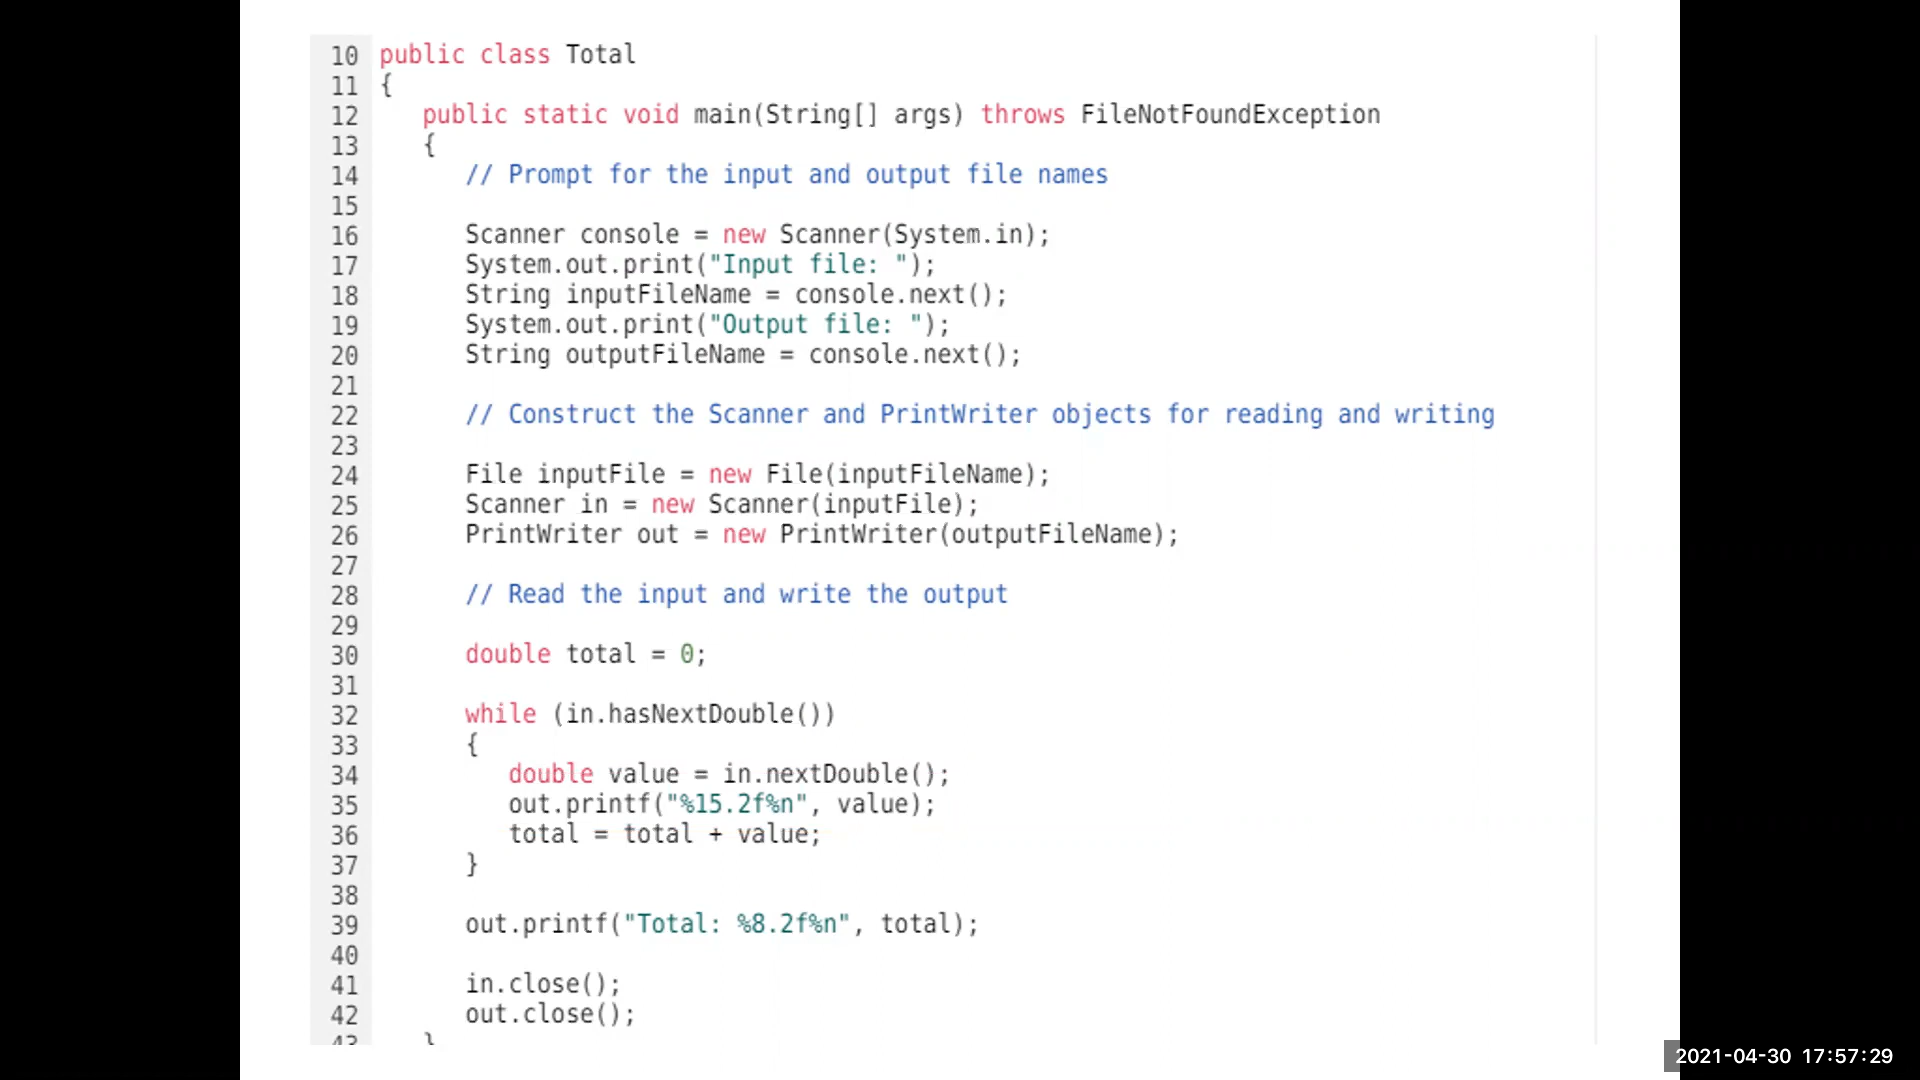 10 public class Total
11 {
12    public static void main(String[] args) throws FileNotFoundException
13    {
14       // Prompt for the input and output file names
15
16       Scanner console = new Scanner(System.in);
17       System.out.print("Input file: ");
18       String inputFileName = console.next();
19       System.out.print("Output file: ");
20       String outputFileName = console.next();
21
22       // Construct the Scanner and PrintWriter objects for reading and writing
23
24       File inputFile = new File(inputFileName);
25       Scanner in = new Scanner(inputFile);
26       PrintWriter out = new PrintWriter(outputFileName);
27
28       // Read the input and write the output
29
30       double total = 0;
31
32       while (in.hasNextDouble())
33       {
34          double value = in.nextDouble();
35          out.printf("%15.2f%n", value);
36          total = total + value;
37       }
38
39       out.printf("Total: %8.2f%n", total);
40
41       in.close();
42       out.close();
43    }
2021-04-30 17:57:29